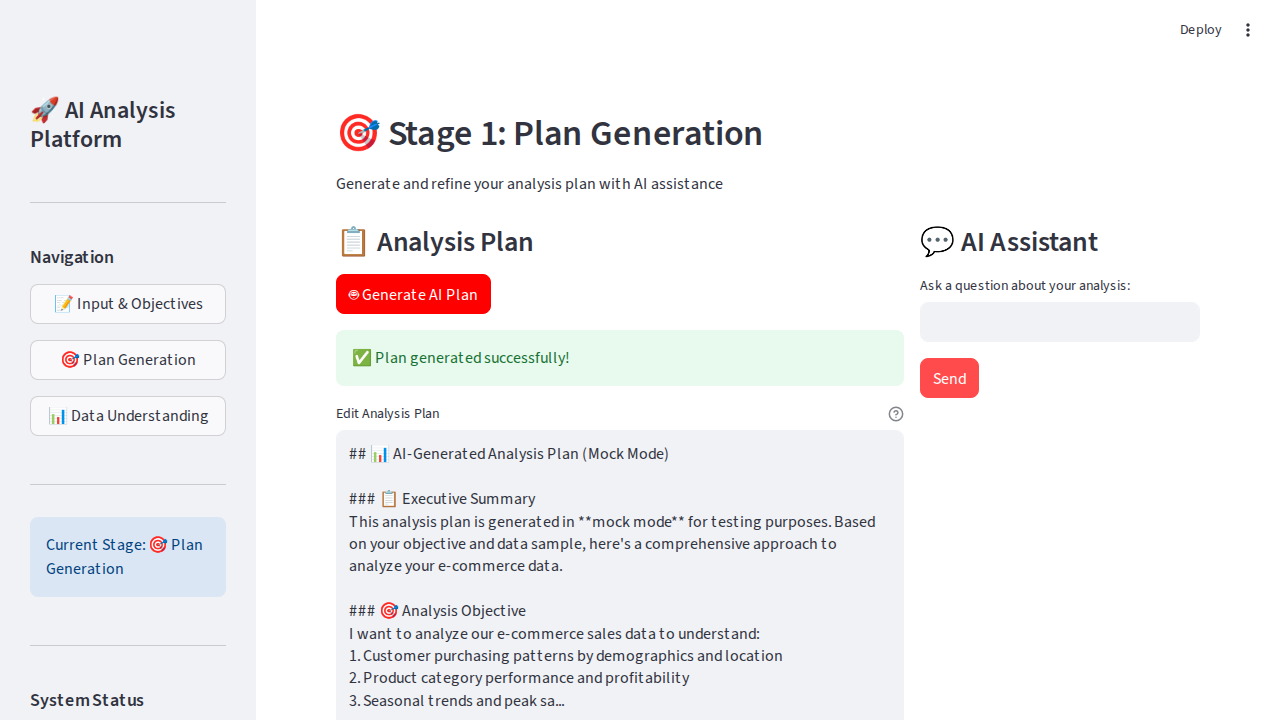 Deploy
🚀 AI Analysis
Platform
Navigation
📝 Input & Objectives
🎯 Plan Generation
📊 Data Understanding
Current Stage: 🎯 Plan
Generation
System Status
🎯 Stage 1: Plan Generation
Generate and refine your analysis plan with AI assistance
📋 Analysis Plan
Generate AI Plan
✅ Plan generated successfully!
Edit Analysis Plan
## 📊 AI-Generated Analysis Plan (Mock Mode)
### 📋 Executive Summary
This analysis plan is generated in **mock mode** for testing purposes. Based
on your objective and data sample, here's a comprehensive approach to
analyze your e-commerce data.
### 🎯 Analysis Objective
I want to analyze our e-commerce sales data to understand:
1. Customer purchasing patterns by demographics and location
2. Product category performance and profitability
3. Seasonal trends and peak sa...
💬 AI Assistant
Ask a question about your analysis:
Send